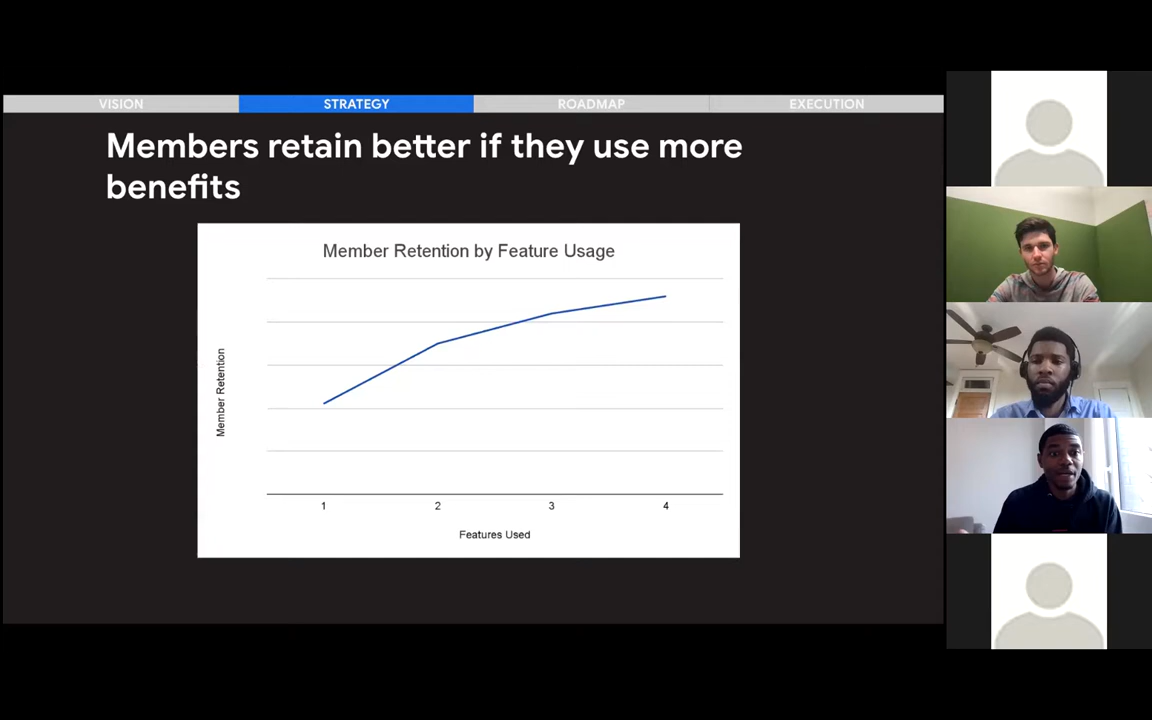 VISION
STRATEGY
ROADMAP
EXECUTION
Members retain better if they use more
benefits
Member Retention by Feature Usage
Member Retention
1
2
3
4
Features Used